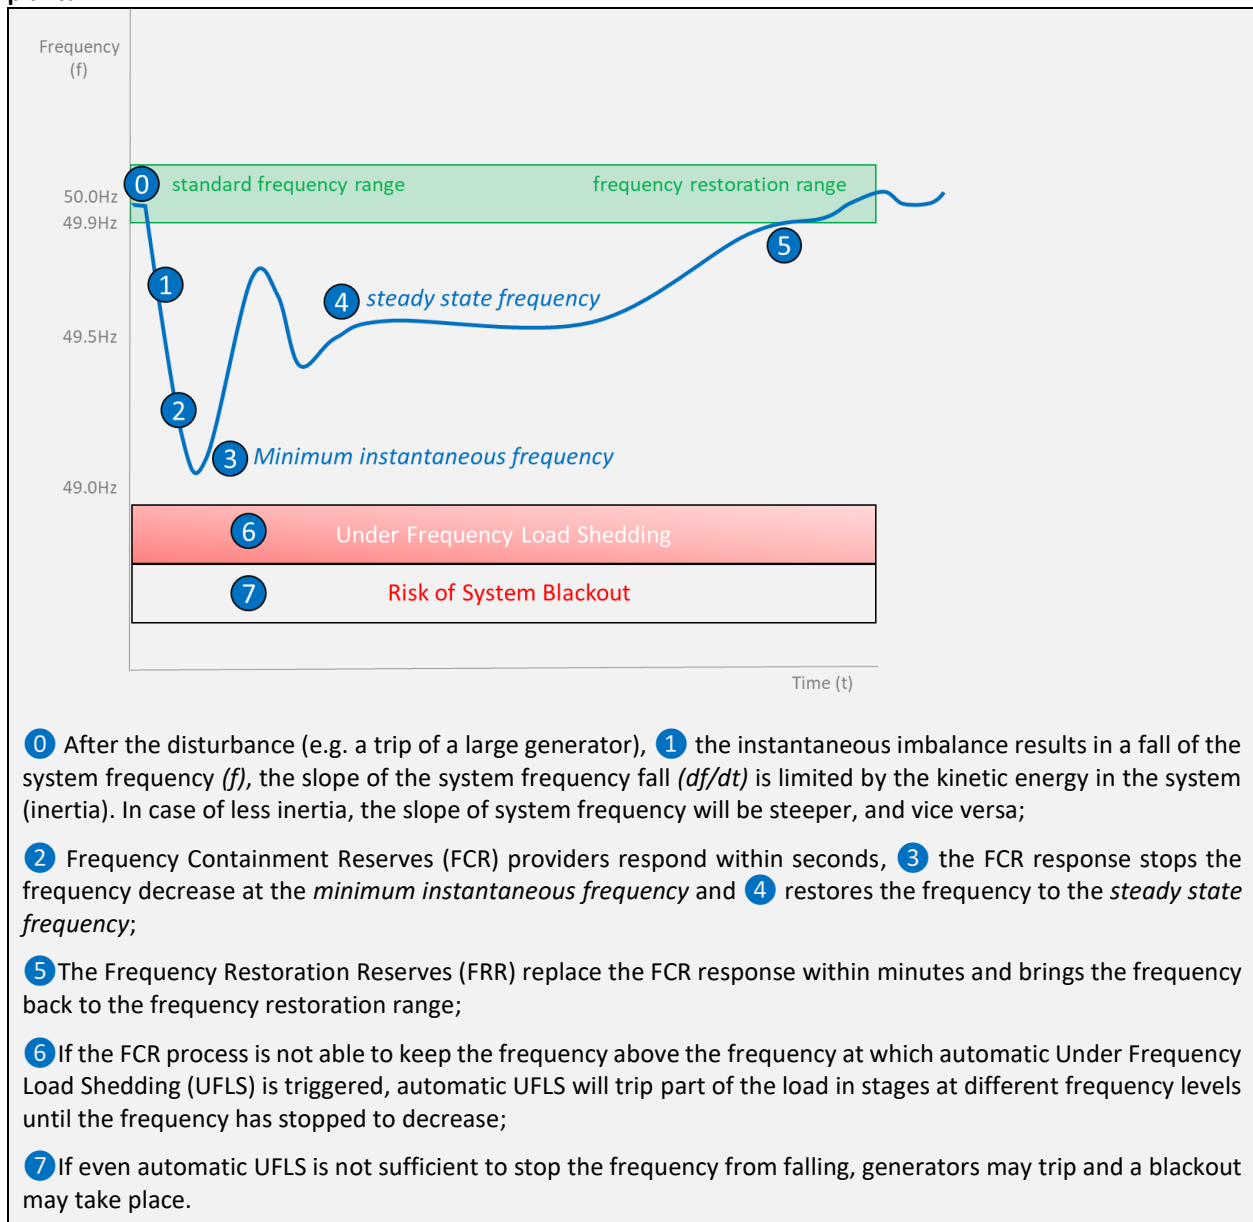 Frequency
(f)
0 standard frequency range frequency restoration range
50.0Hz
49.9Hz
5
1
4 steady state frequency
49.5Hz
2
3 Minimum instantaneous frequency
49.0Hz
6 Under Frequency Load Shedding
7 Risk of System Blackout
Time (t)
0 After the disturbance (e.g. a trip of a large generator), 1 the instantaneous imbalance results in a fall of the
system frequency (f), the slope of the system frequency fall (df/dt) is limited by the kinetic energy in the system
(inertia). In case of less inertia, the slope of system frequency will be steeper, and vice versa;
2 Frequency Containment Reserves (FCR) providers respond within seconds, 3 the FCR response stops the
frequency decrease at the minimum instantaneous frequency and 4 restores the frequency to the steady state
frequency;
5 The Frequency Restoration Reserves (FRR) replace the FCR response within minutes and brings the frequency
back to the frequency restoration range;
6 If the FCR process is not able to keep the frequency above the frequency at which automatic Under Frequency
Load Shedding (UFLS) is triggered, automatic UFLS will trip part of the load in stages at different frequency levels
until the frequency has stopped to decrease;
7 If even automatic UFLS is not sufficient to stop the frequency from falling, generators may trip and a blackout
may take place.